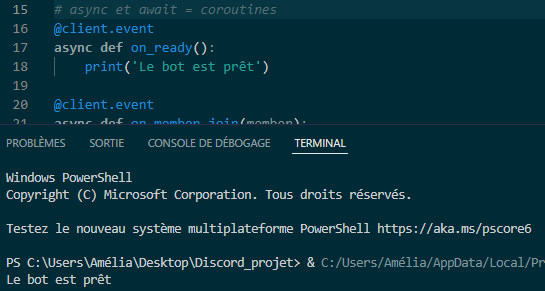 15 # async et await = coroutines
16 @client.event
17 async def on_ready():
18 print('Le bot est prêt')
19
20 @client.event
21 async def on_member_join(member):
PROBLÈMES SORTIE CONSOLE DE DÉBOGAGE TERMINAL
Windows PowerShell
Copyright (C) Microsoft Corporation. Tous droits réservés.
Testez le nouveau système multiplateforme PowerShell https://aka.ms/pscore6
PS C:\Users\Amélia\Desktop\Discord_projet> & C:/Users/Amélia/AppData/Local/Pr
Le bot est prêt